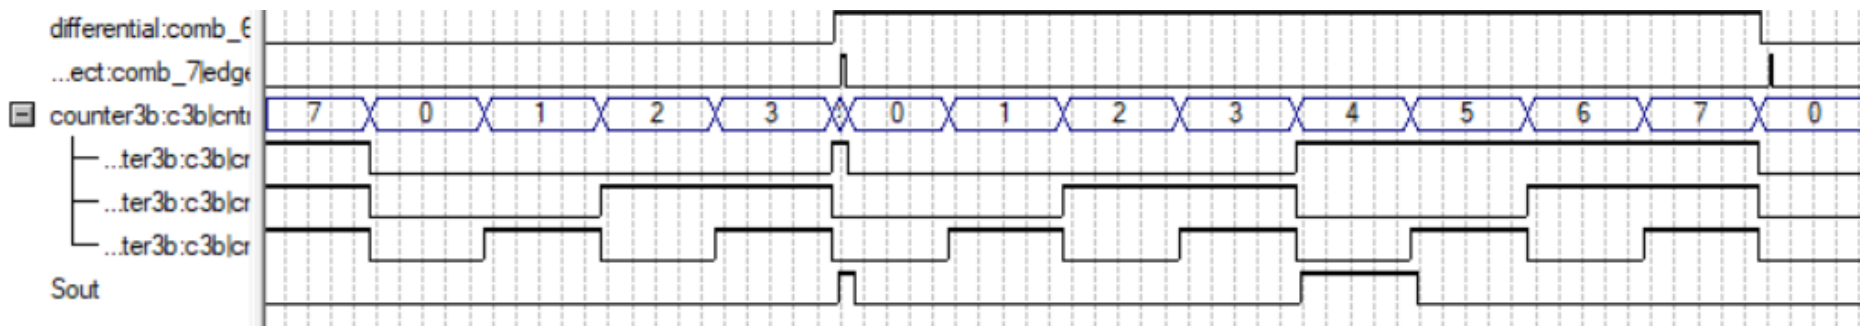 differential:comb_6
...ect:comb_7|edge
counter3b:c3b|cntr 7 0 1 2 3 0 1 2 3 4 5 6 7 0
...ter3b:c3b|cr
...ter3b:c3b|cr
...ter3b:c3b|cr
Sout